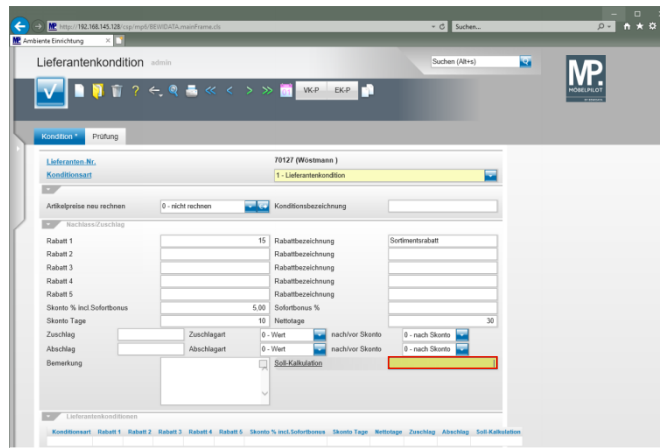 http://192.168.145.128/csp/mp6/BEWIDATA.mainFrame.cls
Suchen...
Ambiente Einrichtung
Lieferantenkondition admin
Suchen (Alt+s)
MP.
MÖBELPILOT
VK-P EK-P
Kondition * Prüfung
Lieferanten-Nr. 70127 (Wöstmann )
Konditionsart 1 - Lieferantenkondition
Artikelpreise neu rechnen 0 - nicht rechnen Konditionsbezeichnung
Nachlass/Zuschlag
Rabatt 1 15 Rabattbezeichnung Sortimentsrabatt
Rabatt 2 Rabattbezeichnung
Rabatt 3 Rabattbezeichnung
Rabatt 4 Rabattbezeichnung
Rabatt 5 Rabattbezeichnung
Skonto % incl.Sofortbonus 5,00 Sofortbonus %
Skonto Tage 10 Nettotage 30
Zuschlag Zuschlagart 0 - Wert nach/vor Skonto 0 - nach Skonto
Abschlag Abschlagart 0 - Wert nach/vor Skonto 0 - nach Skonto
Bemerkung Soll-Kalkulation
Lieferantenkonditionen
Konditionsart Rabatt 1 Rabatt 2 Rabatt 3 Rabatt 4 Rabatt 5 Skonto % incl.Sofortbonus Skonto Tage Nettotage Zuschlag Abschlag Soll-Kalkulation